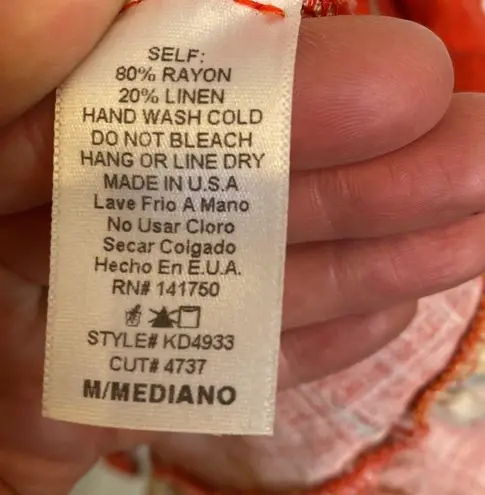 SELF:
80% RAYON
20% LINEN
HAND WASH COLD
DO NOT BLEACH
HANG OR LINE DRY
MADE IN U.S.A
Lave Frio A Mano
No Usar Cloro
Secar Colgado
Hecho En E.U.A.
RN# 141750
STYLE# KD4933
CUT# 4737
M/MEDIANO